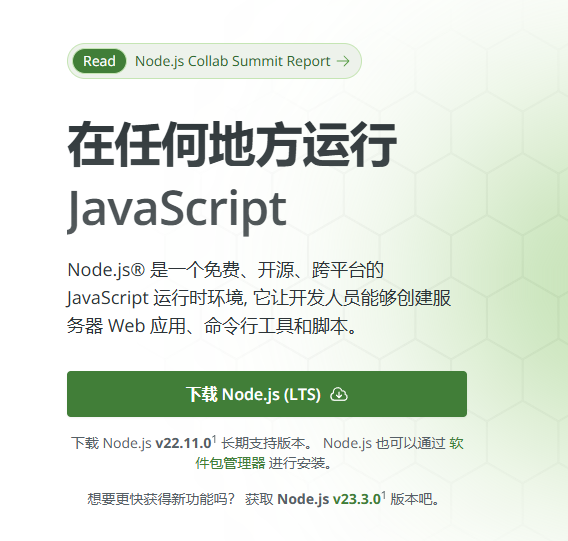 Read Node.js Collab Summit Report →
在任何地方运行
JavaScript
Node.js® 是一个免费、开源、跨平台的
JavaScript 运行时环境, 它让开发人员能够创建服
务器 Web 应用、命令行工具和脚本。
下载 Node.js (LTS)
下载 Node.js v22.11.0¹ 长期支持版本。 Node.js 也可以通过 软
件包管理器 进行安装。
想要更快获得新功能吗？ 获取 Node.js v23.3.0¹ 版本吧。